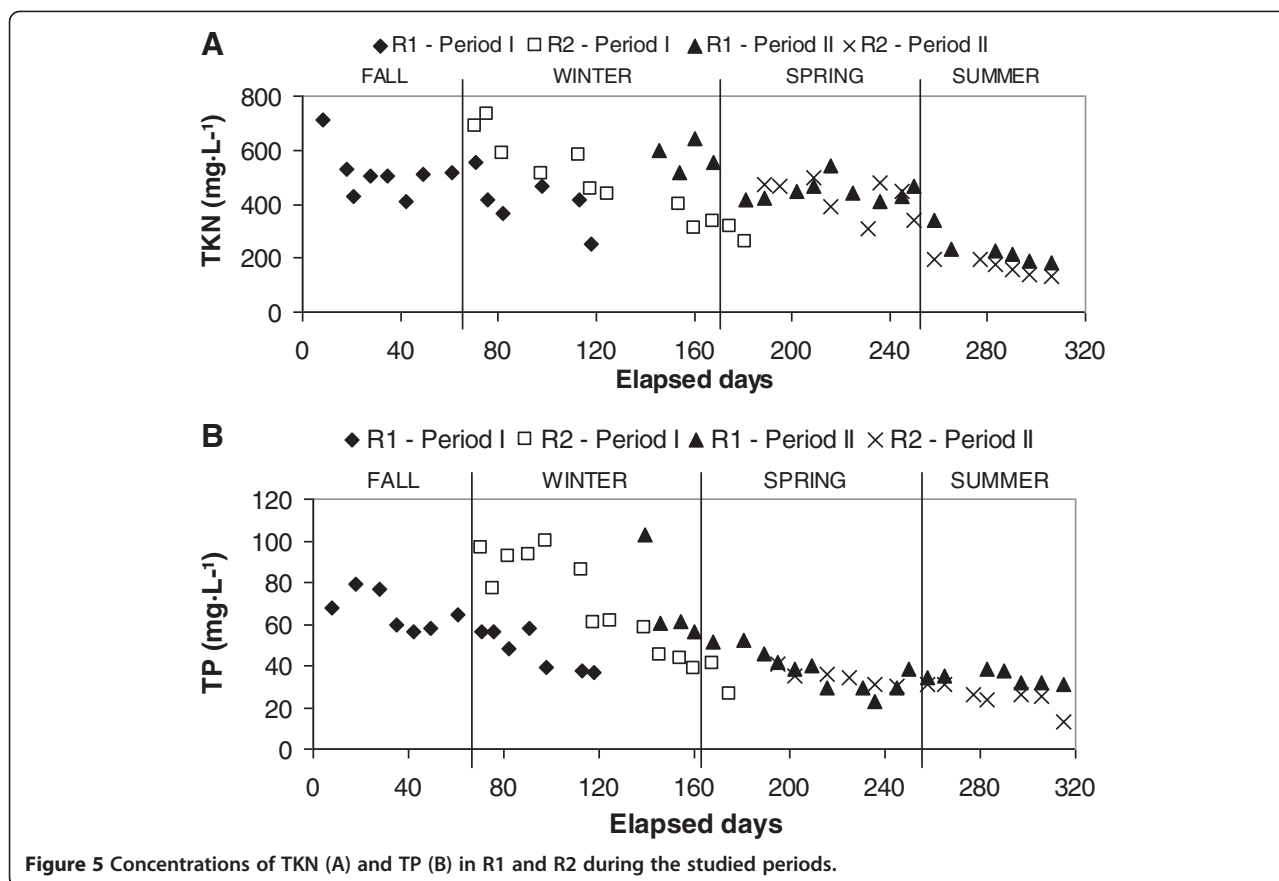 A
◆ R1 - Period I □ R2 - Period I ▲ R1 - Period II × R2 - Period II
FALL WINTER SPRING SUMMER
TKN (mg·L-¹)
800
600
400
200
0
0 40 80 120 160 200 240 280 320
Elapsed days
B
◆ R1 - Period I □ R2 - Period I ▲ R1 - Period II × R2 - Period II
FALL WINTER SPRING SUMMER
TP (mg·L-¹)
120
100
80
60
40
20
0
0 40 80 120 160 200 240 280 320
Elapsed days
Figure 5 Concentrations of TKN (A) and TP (B) in R1 and R2 during the studied periods.